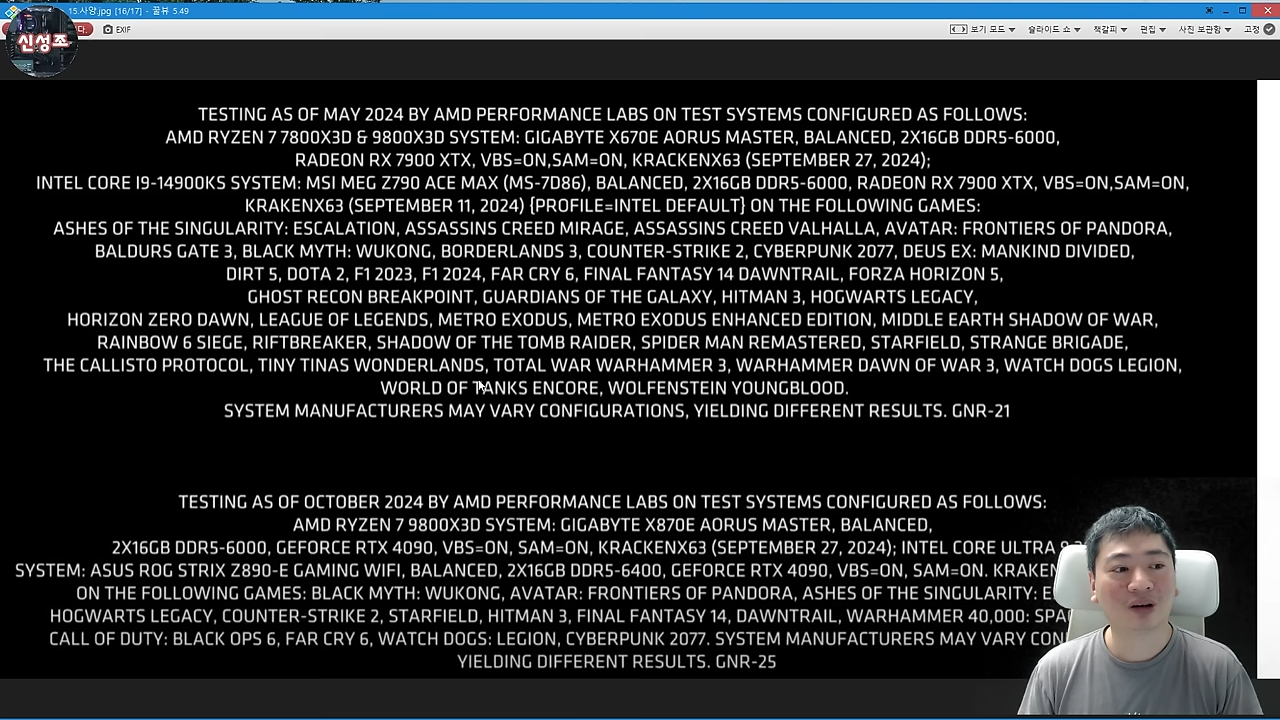 15.사양.jpg [16/17] - 꿀뷰 5.49
다.
EXIF
보기 모드
슬라이드 쇼
책갈피
편집
사진 보관함
고정
신성조
TESTING AS OF MAY 2024 BY AMD PERFORMANCE LABS ON TEST SYSTEMS CONFIGURED AS FOLLOWS:
AMD RYZEN 7 7800X3D & 9800X3D SYSTEM: GIGABYTE X670E AORUS MASTER, BALANCED, 2X16GB DDR5-6000,
RADEON RX 7900 XTX, VBS=ON,SAM=ON, KRACKENX63 (SEPTEMBER 27, 2024);
INTEL CORE I9-14900KS SYSTEM: MSI MEG Z790 ACE MAX (MS-7D86), BALANCED, 2X16GB DDR5-6000, RADEON RX 7900 XTX, VBS=ON,SAM=ON,
KRAKENX63 (SEPTEMBER 11, 2024) {PROFILE=INTEL DEFAULT} ON THE FOLLOWING GAMES:
ASHES OF THE SINGULARITY: ESCALATION, ASSASSINS CREED MIRAGE, ASSASSINS CREED VALHALLA, AVATAR: FRONTIERS OF PANDORA,
BALDURS GATE 3, BLACK MYTH: WUKONG, BORDERLANDS 3, COUNTER-STRIKE 2, CYBERPUNK 2077, DEUS EX: MANKIND DIVIDED,
DIRT 5, DOTA 2, F1 2023, F1 2024, FAR CRY 6, FINAL FANTASY 14 DAWNTRAIL, FORZA HORIZON 5,
GHOST RECON BREAKPOINT, GUARDIANS OF THE GALAXY, HITMAN 3, HOGWARTS LEGACY,
HORIZON ZERO DAWN, LEAGUE OF LEGENDS, METRO EXODUS, METRO EXODUS ENHANCED EDITION, MIDDLE EARTH SHADOW OF WAR,
RAINBOW 6 SIEGE, RIFTBREAKER, SHADOW OF THE TOMB RAIDER, SPIDER MAN REMASTERED, STARFIELD, STRANGE BRIGADE,
THE CALLISTO PROTOCOL, TINY TINAS WONDERLANDS, TOTAL WAR WARHAMMER 3, WARHAMMER DAWN OF WAR 3, WATCH DOGS LEGION,
WORLD OF TANKS ENCORE, WOLFENSTEIN YOUNGBLOOD.
SYSTEM MANUFACTURERS MAY VARY CONFIGURATIONS, YIELDING DIFFERENT RESULTS. GNR-21
TESTING AS OF OCTOBER 2024 BY AMD PERFORMANCE LABS ON TEST SYSTEMS CONFIGURED AS FOLLOWS:
AMD RYZEN 7 9800X3D SYSTEM: GIGABYTE X870E AORUS MASTER, BALANCED,
2X16GB DDR5-6000, GEFORCE RTX 4090, VBS=ON, SAM=ON, KRACKENX63 (SEPTEMBER 27, 2024); INTEL CORE ULTRA
SYSTEM: ASUS ROG STRIX Z890-E GAMING WIFI, BALANCED, 2X16GB DDR5-6400, GEFORCE RTX 4090, VBS=ON, SAM=ON.
ON THE FOLLOWING GAMES: BLACK MYTH: WUKONG, AVATAR: FRONTIERS OF PANDORA, ASHES OF THE SINGULARITY:
HOGWARTS LEGACY, COUNTER-STRIKE 2, STARFIELD, HITMAN 3, FINAL FANTASY 14, DAWNTRAIL, WARHAMMER 40,000:
CALL OF DUTY: BLACK OPS 6, FAR CRY 6, WATCH DOGS: LEGION, CYBERPUNK 2077. SYSTEM MANUFACTURERS MAY VARY
YIELDING DIFFERENT RESULTS. GNR-25